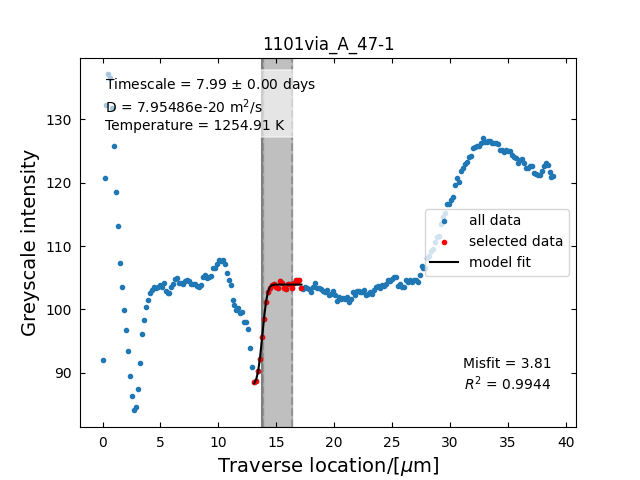 1101via_A_47-1
Timescale = 7.99 ± 0.00 days
D = 7.95486e-20 m²/s
Temperature = 1254.91 K
Greyscale intensity
130
120
110
100
90
all data
selected data
model fit
Misfit = 3.81
R² = 0.9944
0 5 10 15 20 25 30 35 40
Traverse location/[μm]